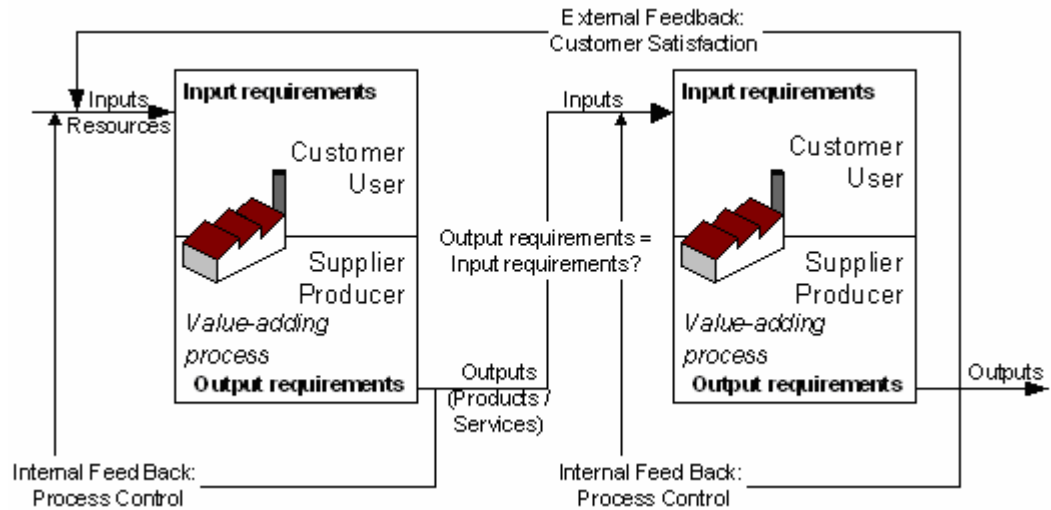 External Feedback:
Customer Satisfaction
Inputs
Resources
Input requirements
Customer
User
Supplier
Producer
Value-adding
process
Output requirements
Outputs
(Products /
Services)
Internal Feed Back:
Process Control
Output requirements =
Input requirements?
Inputs
Input requirements
Customer
User
Supplier
Producer
Value-adding
process
Output requirements
Outputs
Internal Feed Back:
Process Control